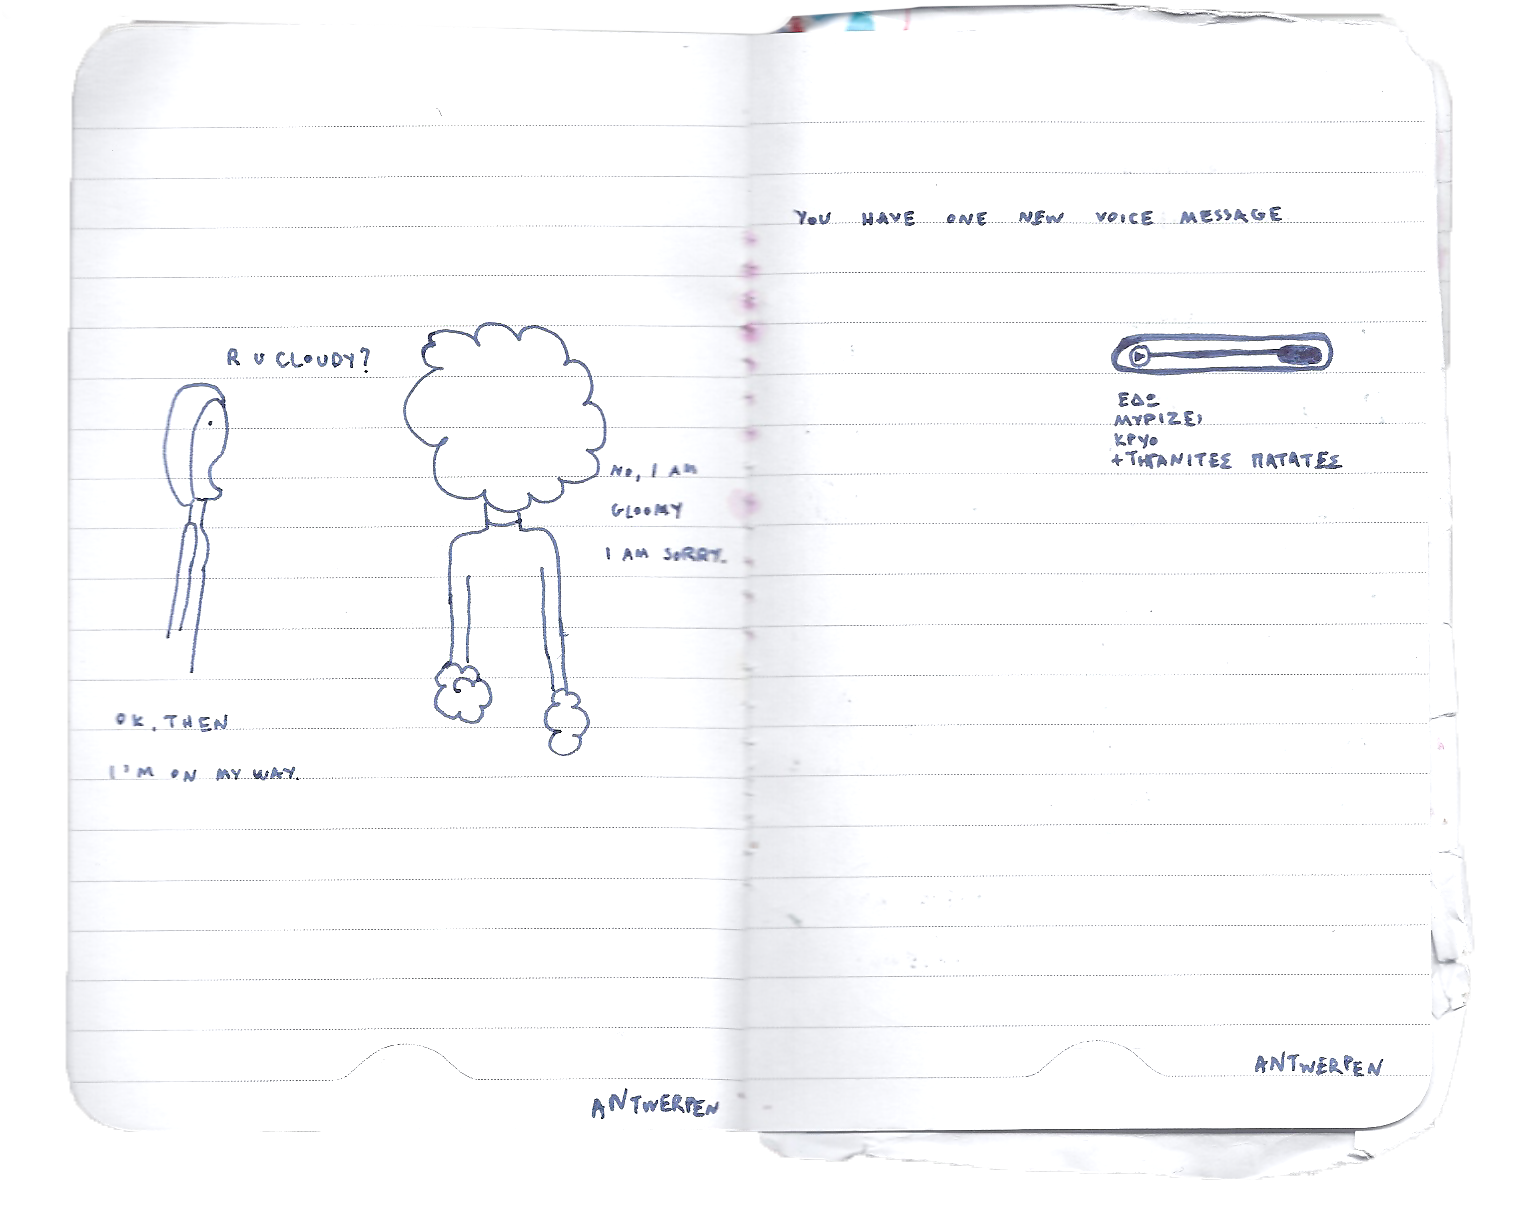 R U CLOUDY?
NO, I AM
GLOOMY
I AM SORRY.
OK, THEN
I'M ON MY WAY.
ANTWERPEN
YOU HAVE ONE NEW VOICE MESSAGE
ΕΔΩ
ΜΥΡΙΖΕΙ
ΚΡΥΟ
+ΤΗΓΑΝΙΤΕΣ ΠΑΤΑΤΕΣ
ANTWERPEN